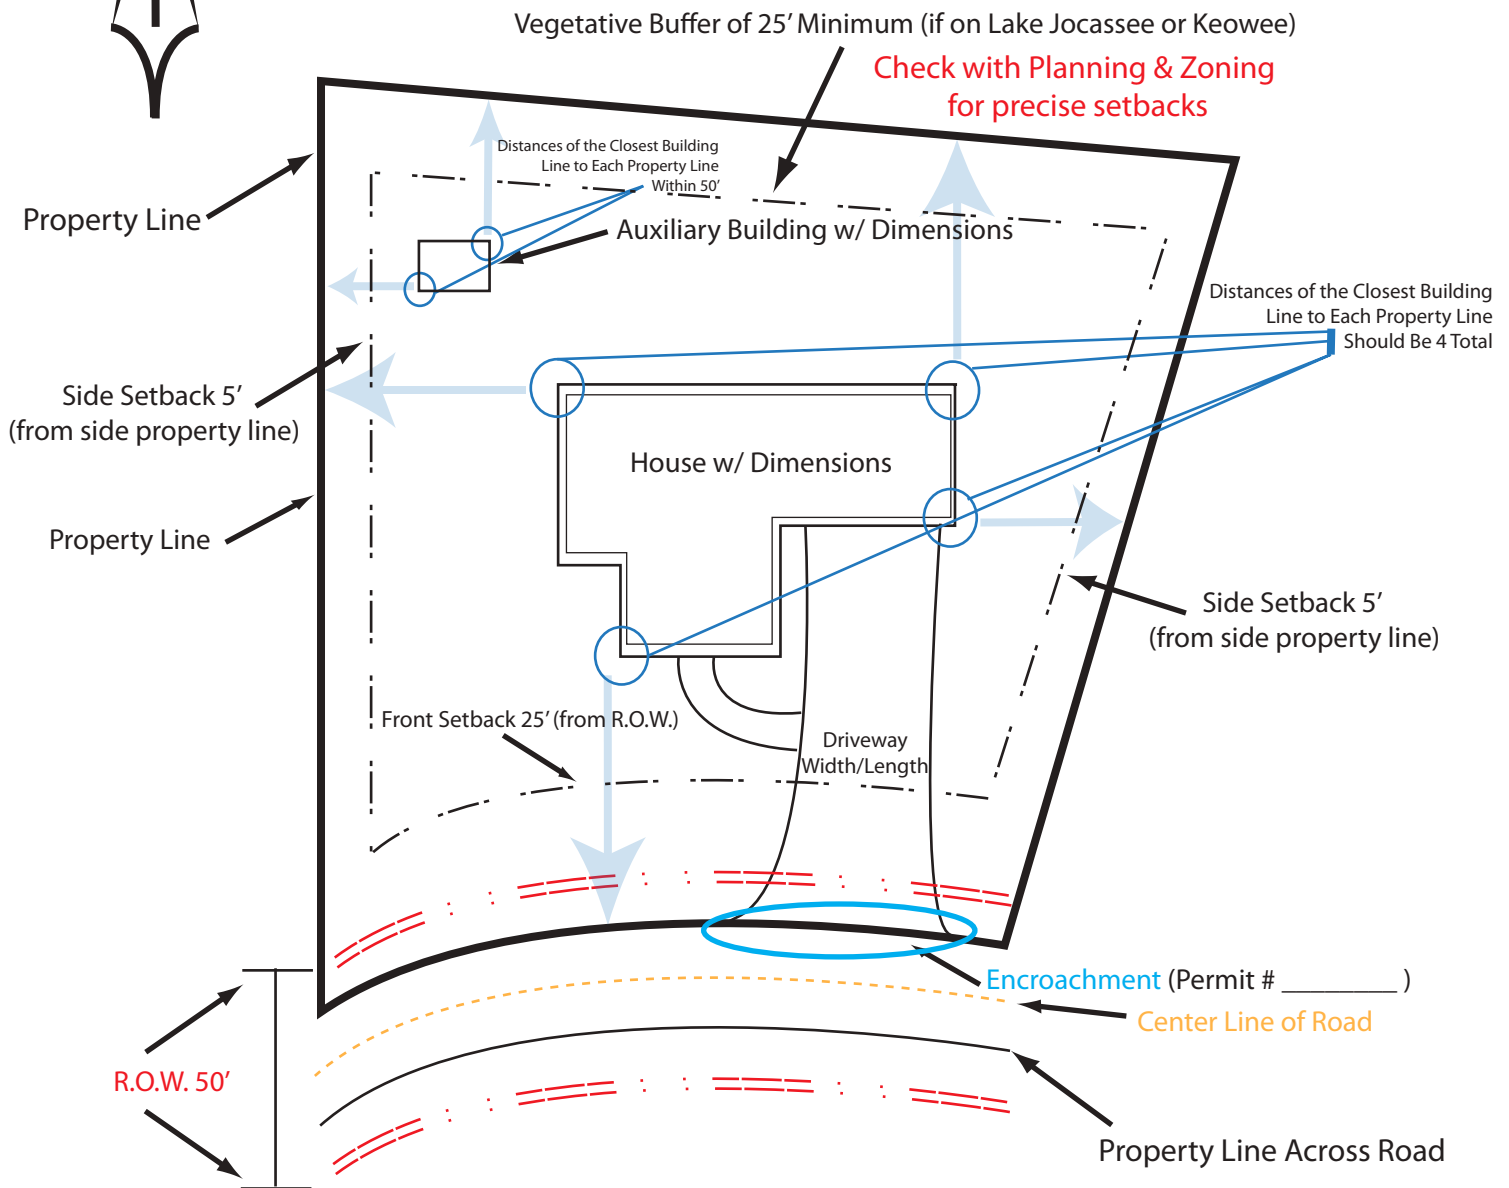 Vegetative Buffer of 25’ Minimum (if on Lake Jocassee or Keowee)
Check with Planning & Zoning
for precise setbacks
Distances of the Closest Building
Line to Each Property Line
Within 50’
Property Line
Auxiliary Building w/ Dimensions
Distances of the Closest Building
Line to Each Property Line
Should Be 4 Total
Side Setback 5’
(from side property line)
House w/ Dimensions
Property Line
Side Setback 5’
(from side property line)
Front Setback 25’ (from R.O.W.)
Driveway
Width/Length
Encroachment (Permit # ________ )
Center Line of Road
R.O.W. 50’
Property Line Across Road